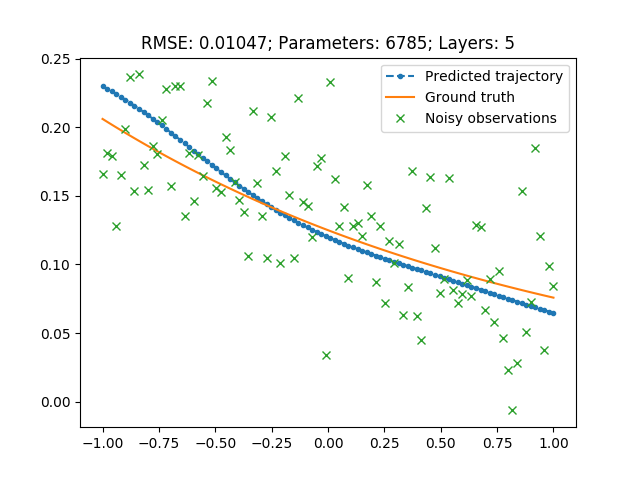 RMSE: 0.01047; Parameters: 6785; Layers: 5
Predicted trajectory
Ground truth
Noisy observations
0.25
0.20
0.15
0.10
0.05
0.00
−1.00 −0.75 −0.50 −0.25 0.00 0.25 0.50 0.75 1.00